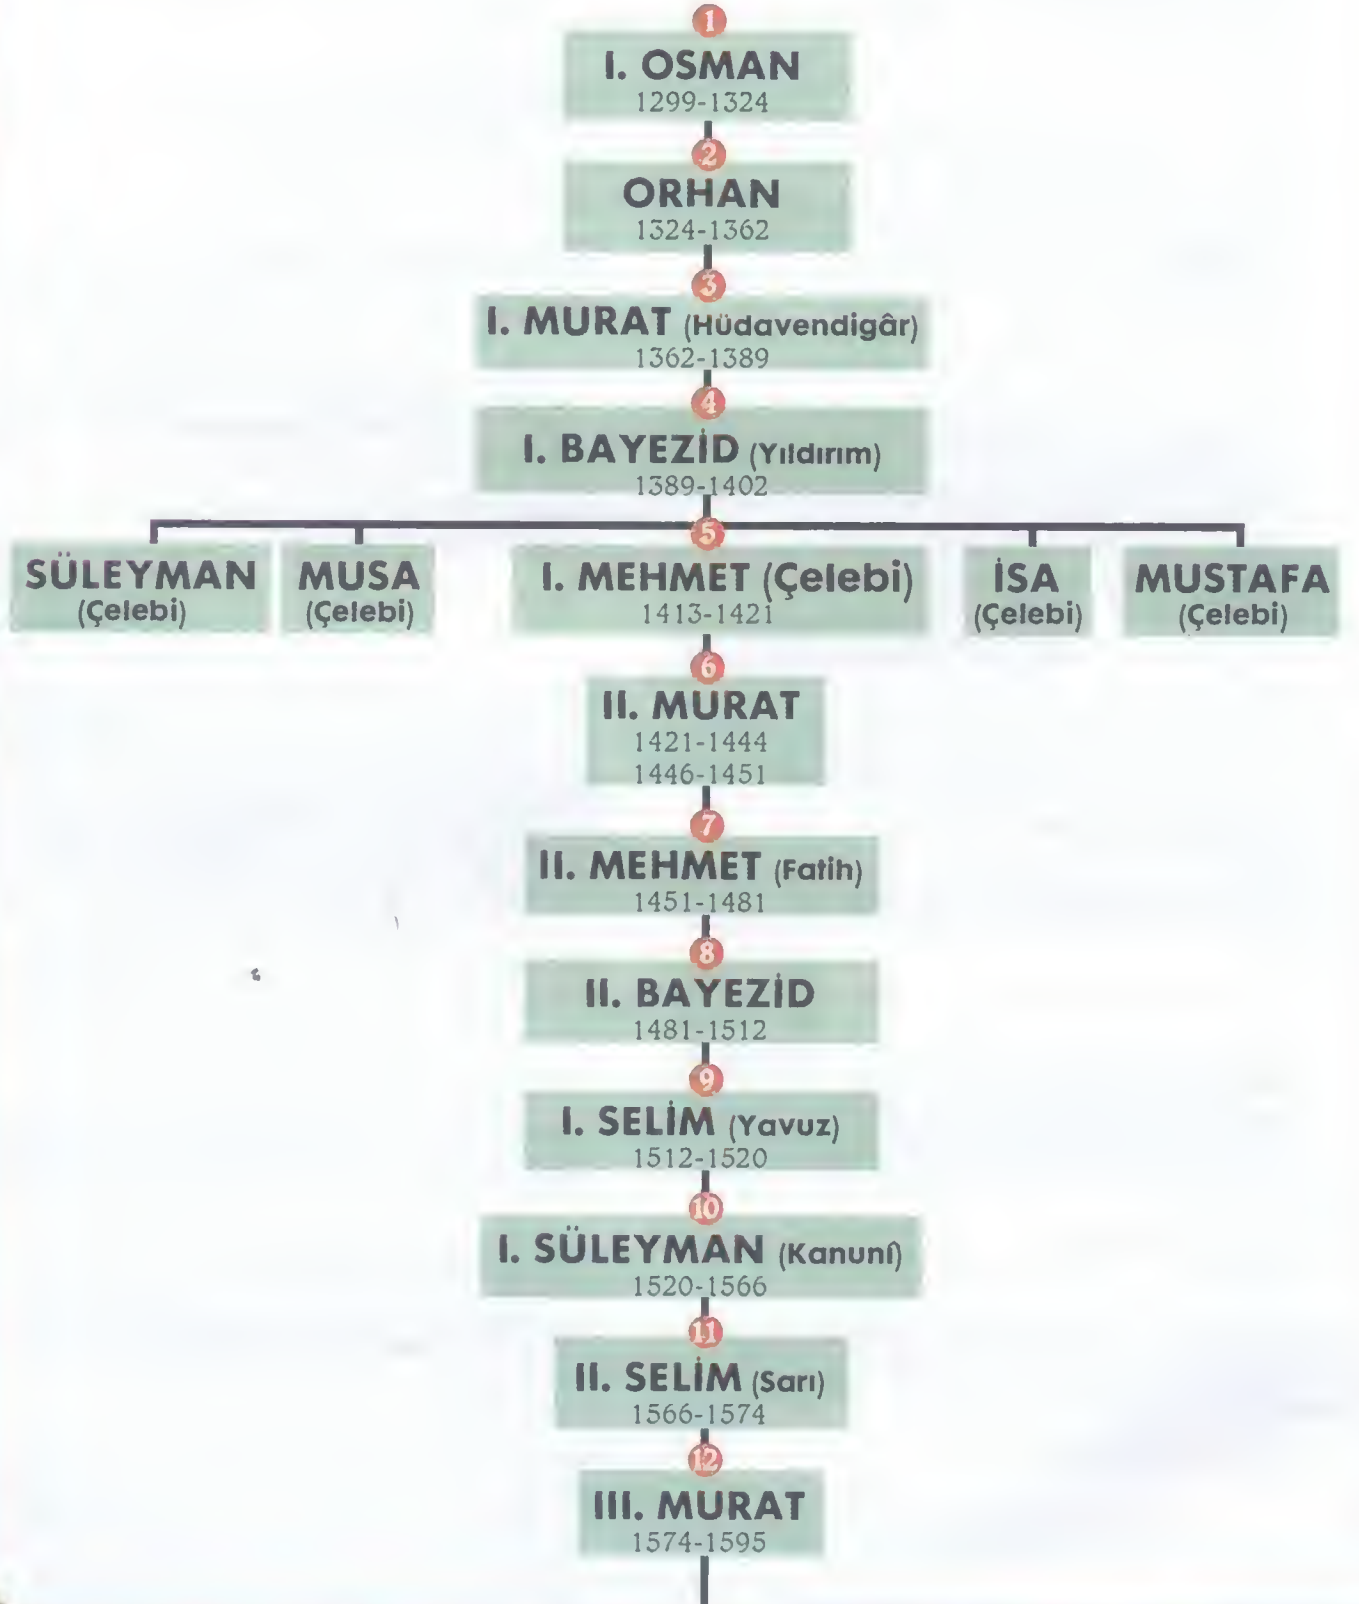 1
I. OSMAN
1299-1324
2
ORHAN
1324-1362
3
I. MURAT (Hüdavendigâr)
1362-1389
4
I. BAYEZİD (Yıldırım)
1389-1402
5
SÜLEYMAN
(Çelebi)
MUSA
(Çelebi)
I. MEHMET (Çelebi)
1413-1421
İSA
(Çelebi)
MUSTAFA
(Çelebi)
6
II. MURAT
1421-1444
1446-1451
7
II. MEHMET (Fatih)
1451-1481
8
II. BAYEZİD
1481-1512
9
I. SELİM (Yavuz)
1512-1520
10
I. SÜLEYMAN (Kanunî)
1520-1566
11
II. SELİM (Sarı)
1566-1574
12
III. MURAT
1574-1595